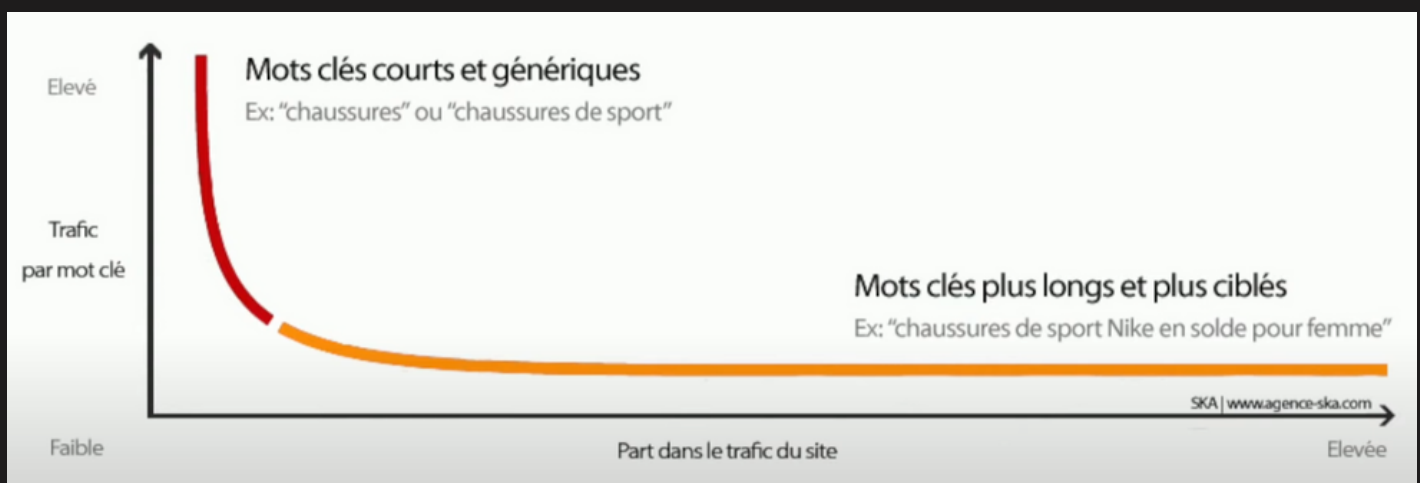 Elevé
Mots clés courts et génériques
Ex: “chaussures” ou “chaussures de sport”
Trafic
par mot clé
Mots clés plus longs et plus ciblés
Ex: “chaussures de sport Nike en solde pour femme”
SKA | www.agence-ska.com
Faible
Part dans le trafic du site
Elevée